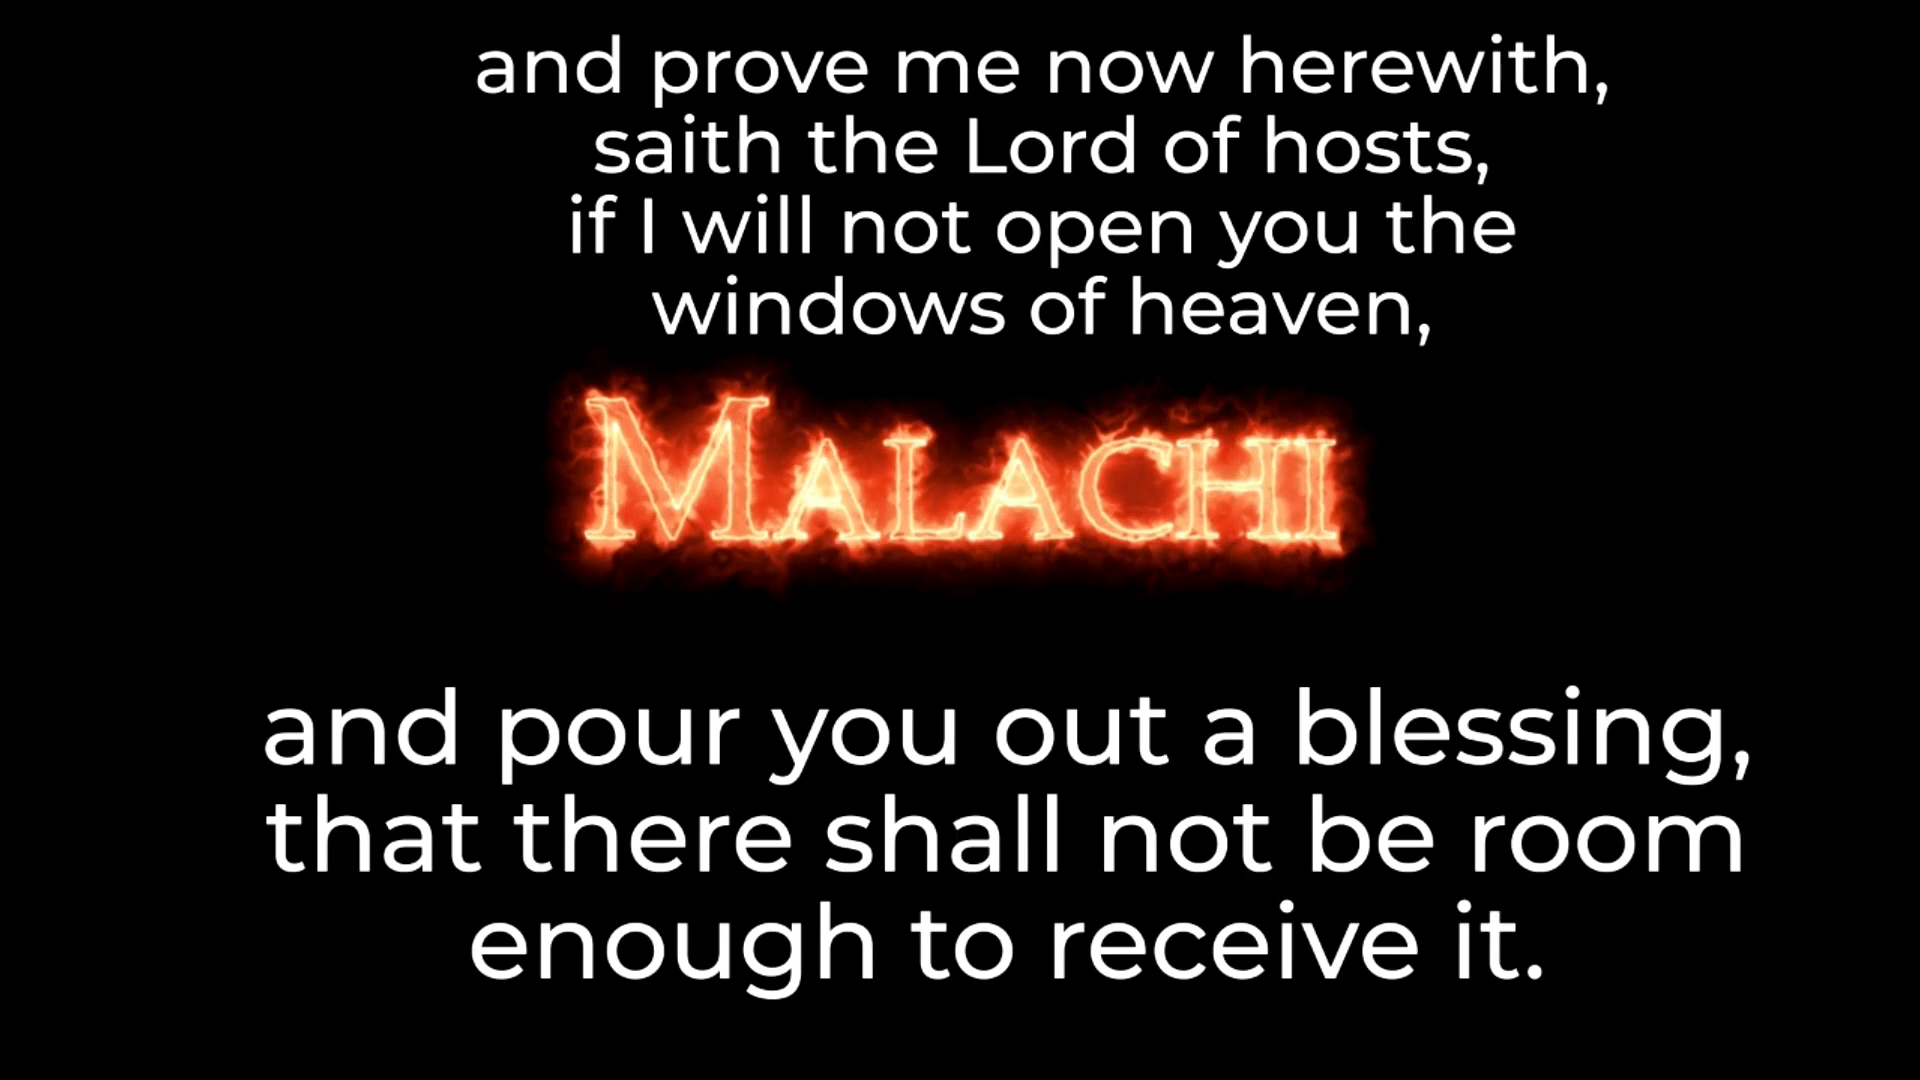 and prove me now herewith,
saith the Lord of hosts,
if I will not open you the
windows of heaven,
MALACHI
and pour you out a blessing,
that there shall not be room
enough to receive it.